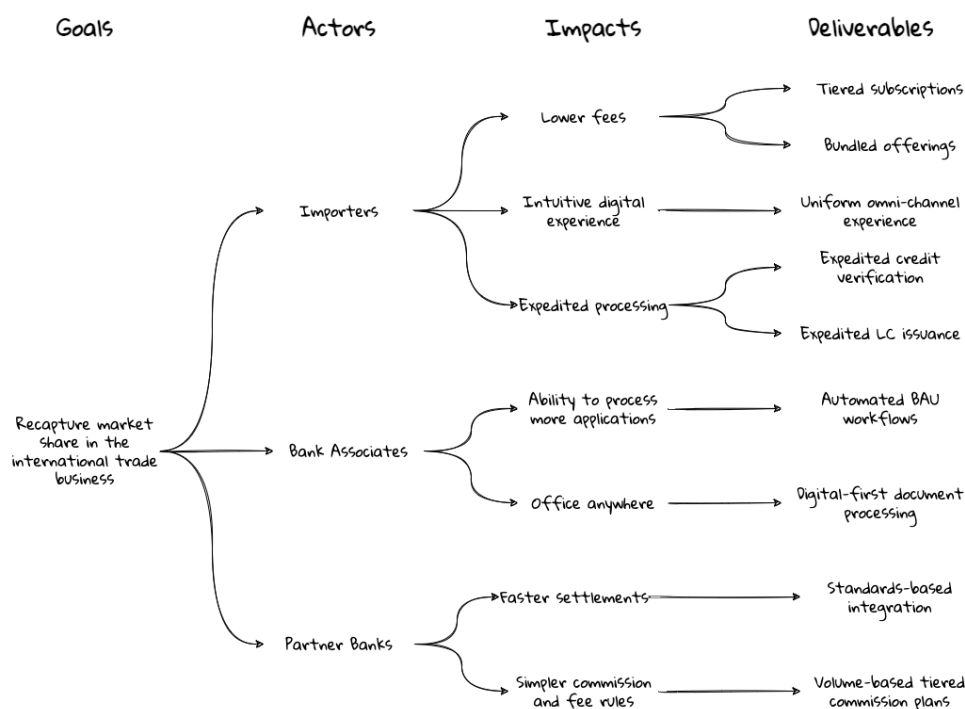 Goals
Actors
Impacts
Deliverables
Recapture market
share in the
international trade
business
Importers
Lower fees
Tiered subscriptions
Bundled offerings
Intuitive digital
experience
Uniform omni-channel
experience
Expedited processing
Expedited credit
verification
Expedited LC issuance
Bank Associates
Ability to process
more applications
Automated BAU
workflows
Office anywhere
Digital-first document
processing
Partner Banks
Faster settlements
Standards-based
integration
Simpler commission
and fee rules
Volume-based tiered
commission plans